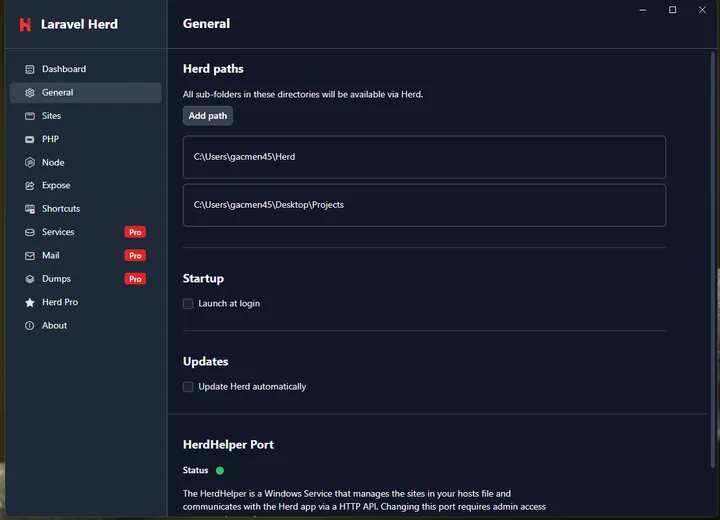 Laravel Herd
General
Dashboard
General
Sites
PHP
Node
Expose
Shortcuts
Services Pro
Mail Pro
Dumps Pro
Herd Pro
About
Herd paths
All sub-folders in these directories will be available via Herd.
Add path
C:\Users\gacmen45\Herd
C:\Users\gacmen45\Desktop\Projects
Startup
Launch at login
Updates
Update Herd automatically
HerdHelper Port
Status
The HerdHelper is a Windows Service that manages the sites in your hosts file and
communicates with the Herd app via a HTTP API. Changing this port requires admin access